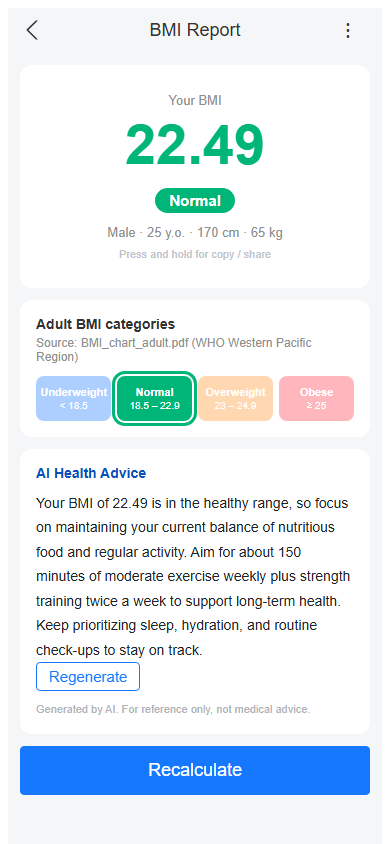 BMI Report
Your BMI
22.49
Normal
Male · 25 y.o. · 170 cm · 65 kg
Press and hold for copy / share
Adult BMI categories
Source: BMI_chart_adult.pdf (WHO Western Pacific
Region)
Underweight
< 18.5
Normal
18.5 – 22.9
Overweight
23 – 24.9
Obese
≥ 25
AI Health Advice
Your BMI of 22.49 is in the healthy range, so focus
on maintaining your current balance of nutritious
food and regular activity. Aim for about 150
minutes of moderate exercise weekly plus strength
training twice a week to support long-term health.
Keep prioritizing sleep, hydration, and routine
check-ups to stay on track.
Regenerate
Generated by AI. For reference only, not medical advice.
Recalculate